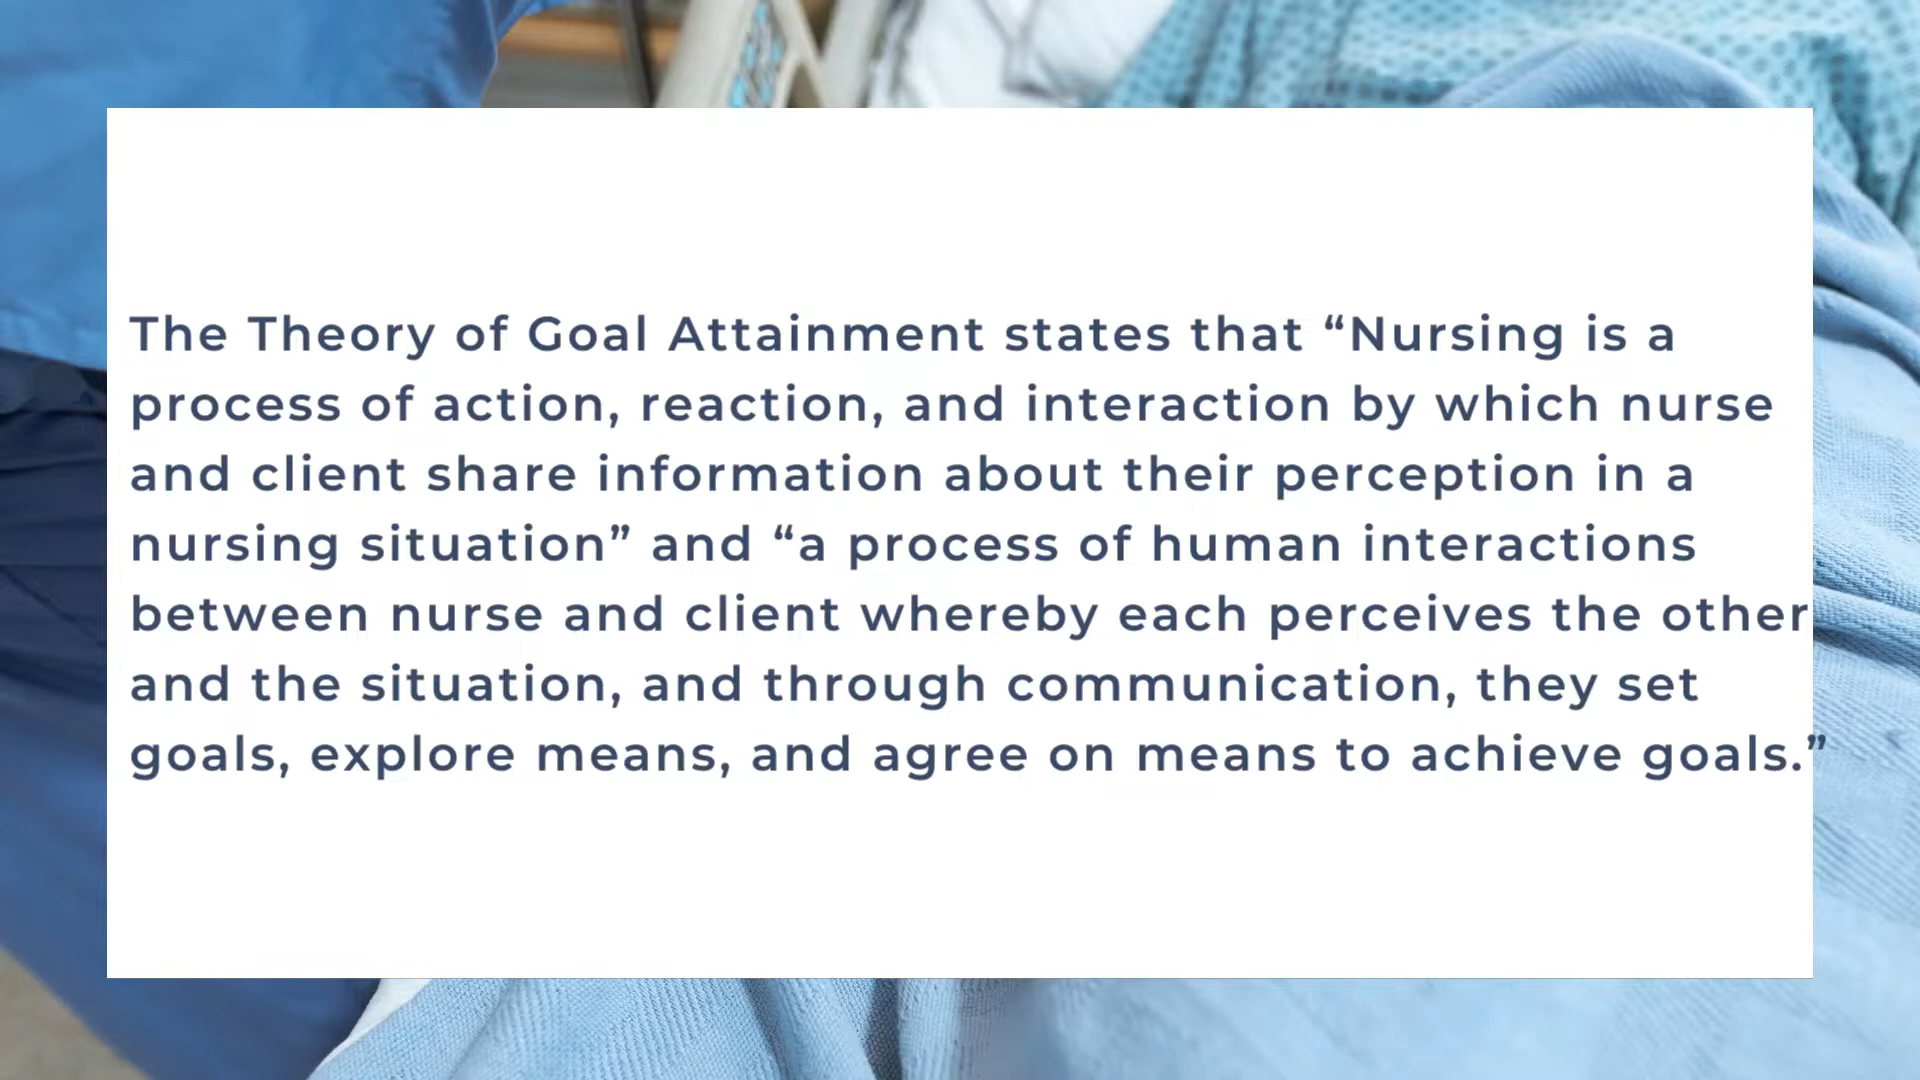 The Theory of Goal Attainment states that “Nursing is a
process of action, reaction, and interaction by which nurse
and client share information about their perception in a
nursing situation” and “a process of human interactions
between nurse and client whereby each perceives the other
and the situation, and through communication, they set
goals, explore means, and agree on means to achieve goals.”